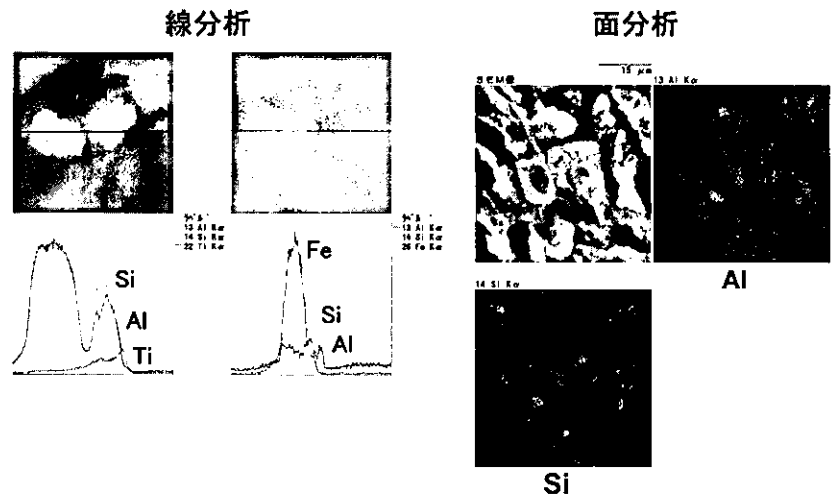 線分析
面分析
15 μm
SEM像
13 Al Kα
13 Al Kα
14 Si Kα
22 Ti Kα
13 Al Kα
14 Si Kα
26 Fe Kα
Si
Al
Ti
Fe
Si
Al
Al
14 Si Kα
Si